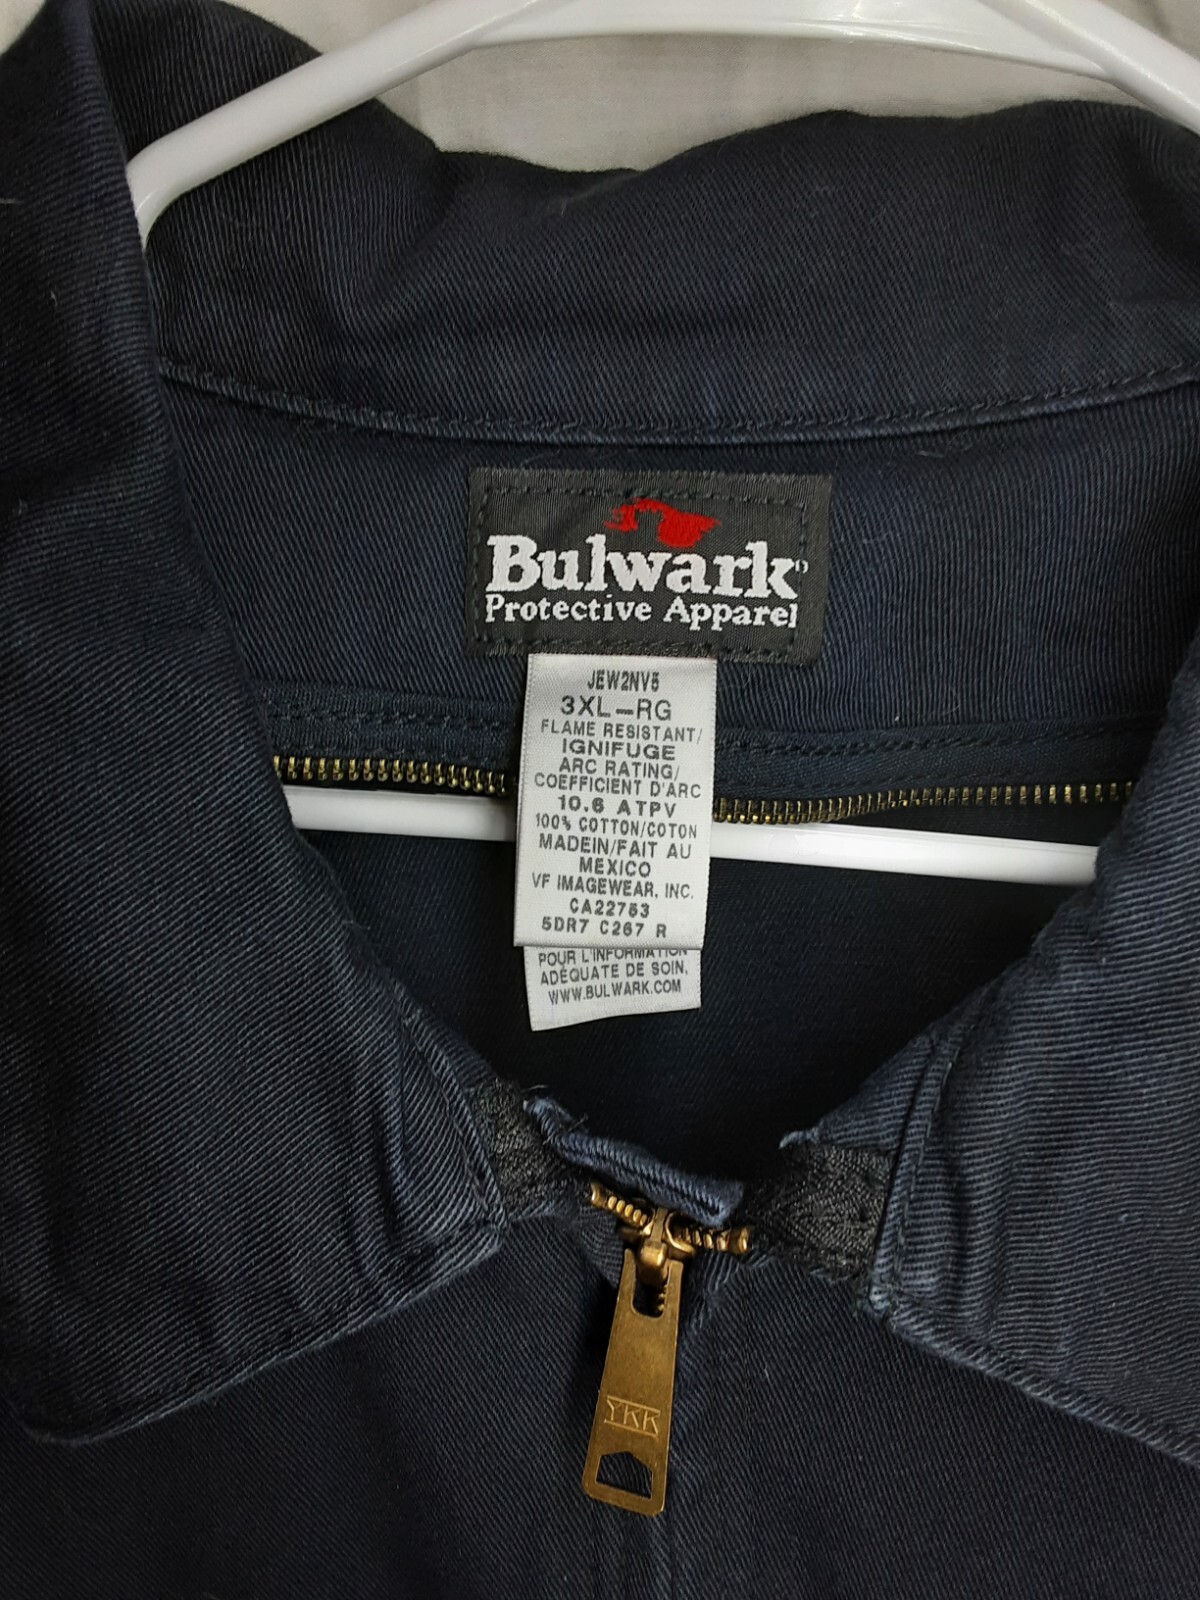 Bulwark
Protective Apparel
JEW2NV5
3XL-RG
FLAME RESISTANT/
IGNIFUGE
ARC RATING/
COEFFICIENT D'ARC
10.6 ATPV
100% COTTON/COTON
MADEIN/FAIT AU
MEXICO
VF IMAGEWEAR, INC.
CA22753
5DR7 C267 R
POUR L'INFORMATION
ADÉQUATE DE SOIN,
WWW.BULWARK.COM
YKK